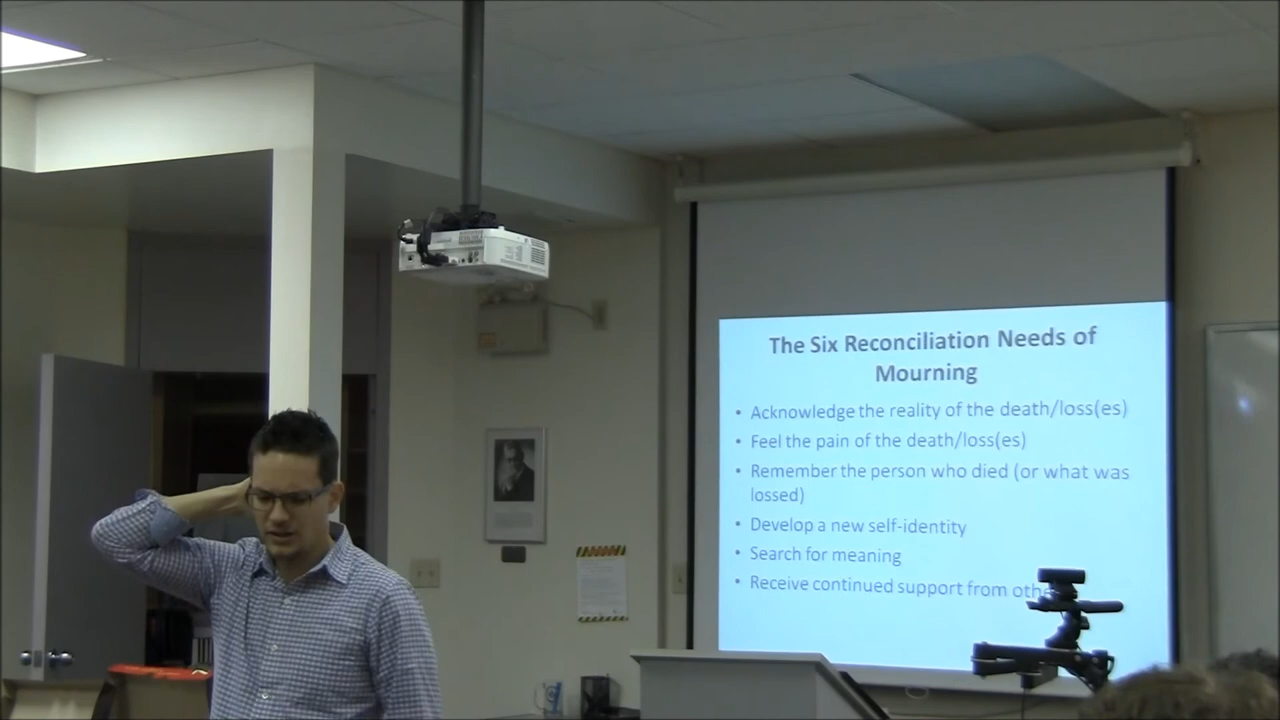 The Six Reconciliation Needs of
Mourning
• Acknowledge the reality of the death/loss(es)
• Feel the pain of the death/loss(es)
• Remember the person who died (or what was
lossed)
• Develop a new self-identity
• Search for meaning
• Receive continued support from